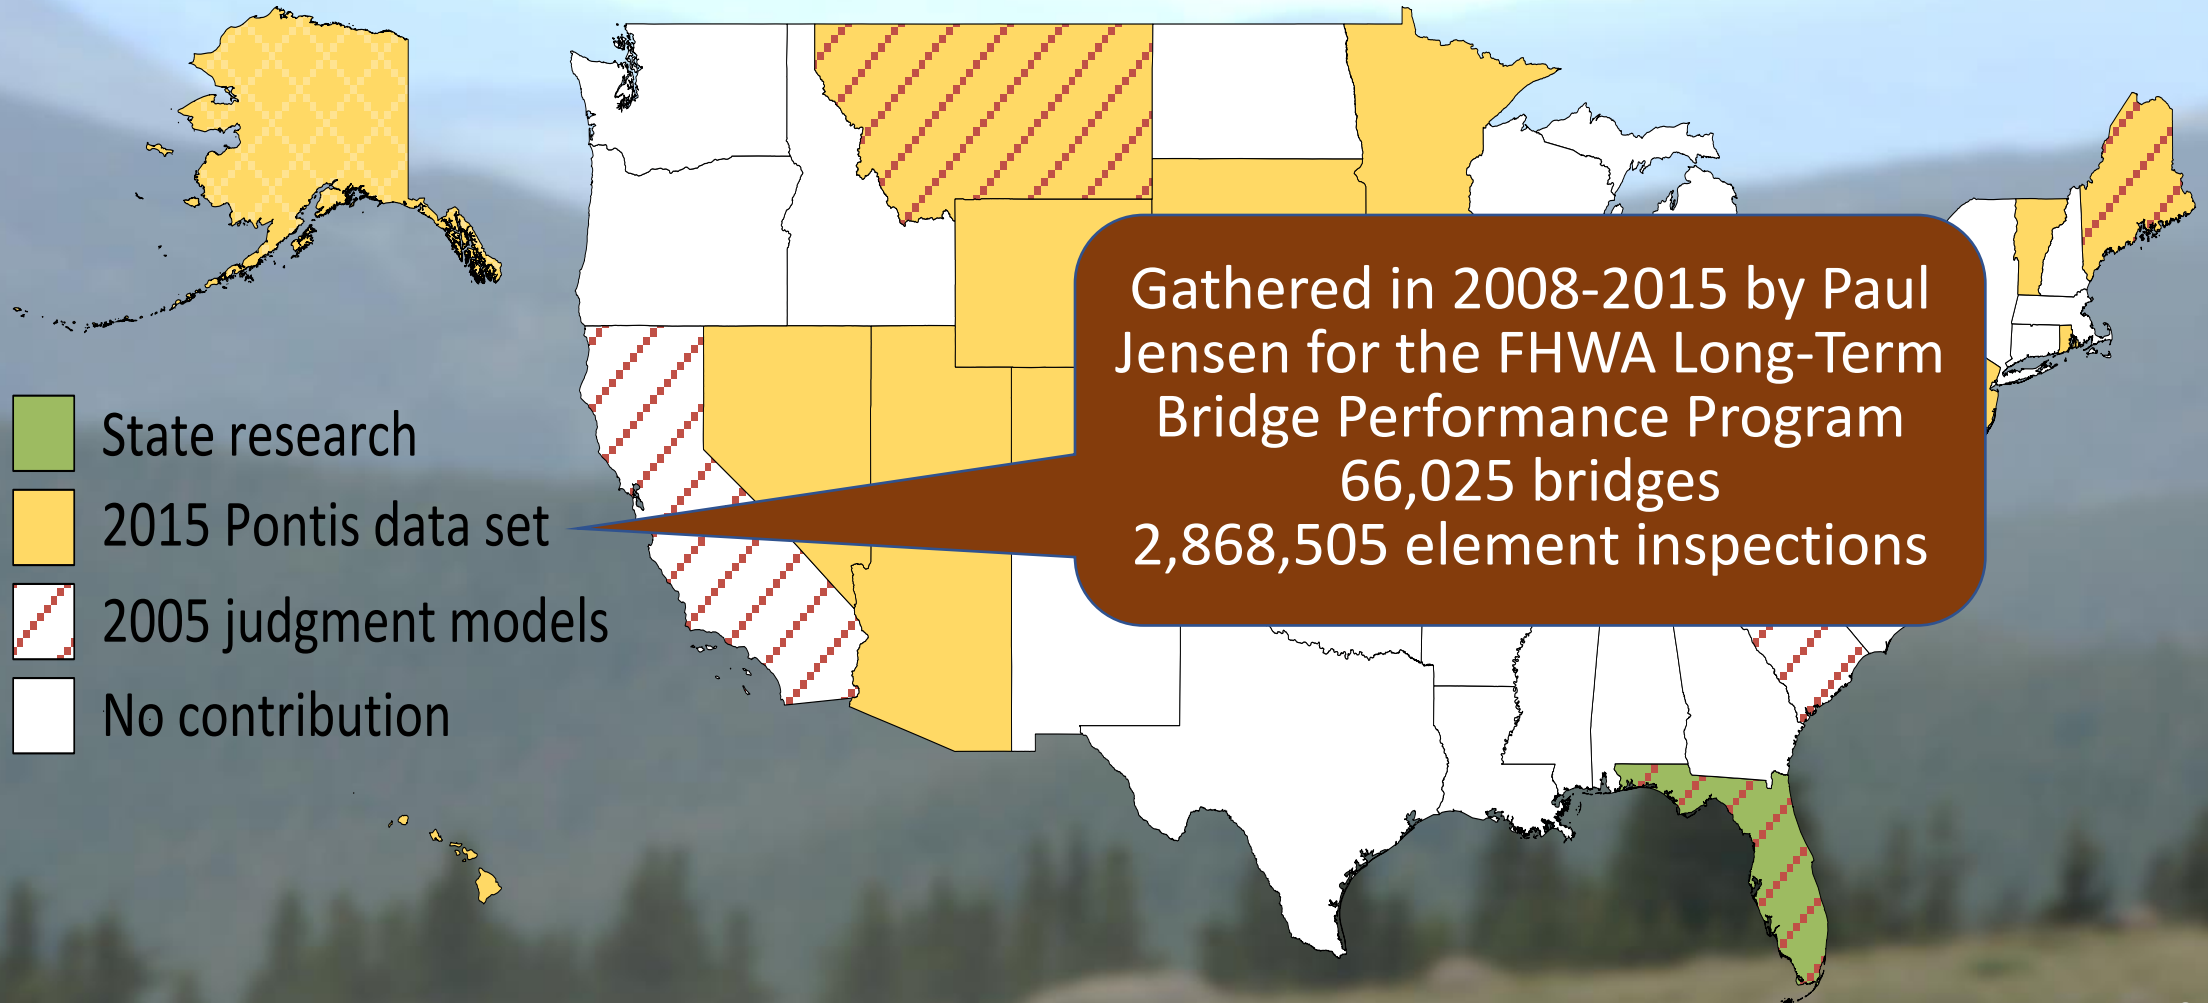 Gathered in 2008-2015 by Paul
Jensen for the FHWA Long-Term
Bridge Performance Program
66,025 bridges
2,868,505 element inspections
State research
2015 Pontis data set
2005 judgment models
No contribution